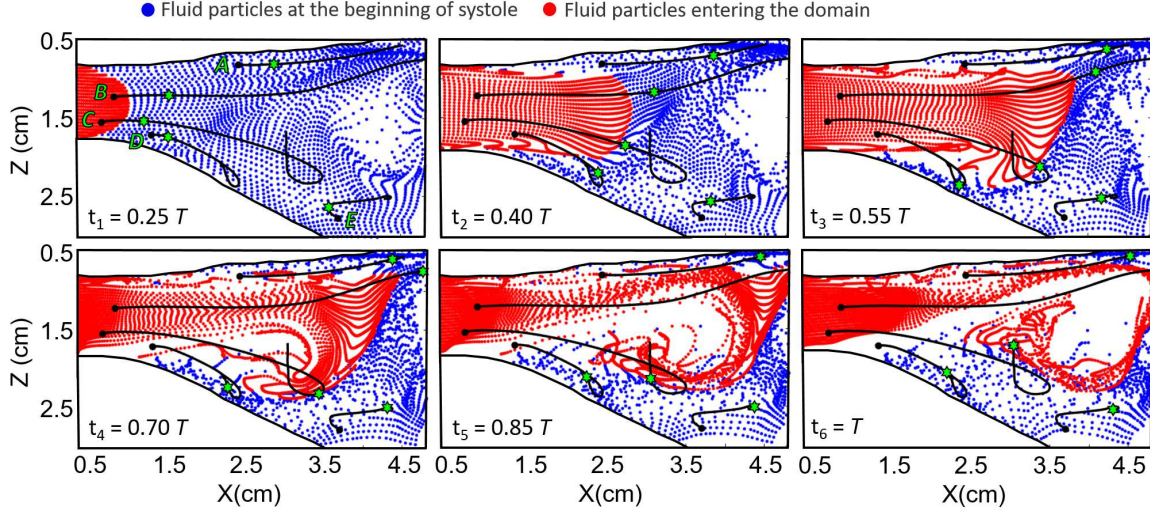 Fluid particles at the beginning of systole Fluid particles entering the domain
0.5
1.5
2.5
Z (cm)
A
B
C
D
E
t₁ = 0.25 T
t₂ = 0.40 T
t₃ = 0.55 T
0.5
1.5
2.5
Z (cm)
t₄ = 0.70 T
t₅ = 0.85 T
t₆ = T
0.5 1.5 2.5 3.5 4.5 0.5 1.5 2.5 3.5 4.5 0.5 1.5 2.5 3.5 4.5
X(cm) X(cm) X(cm)